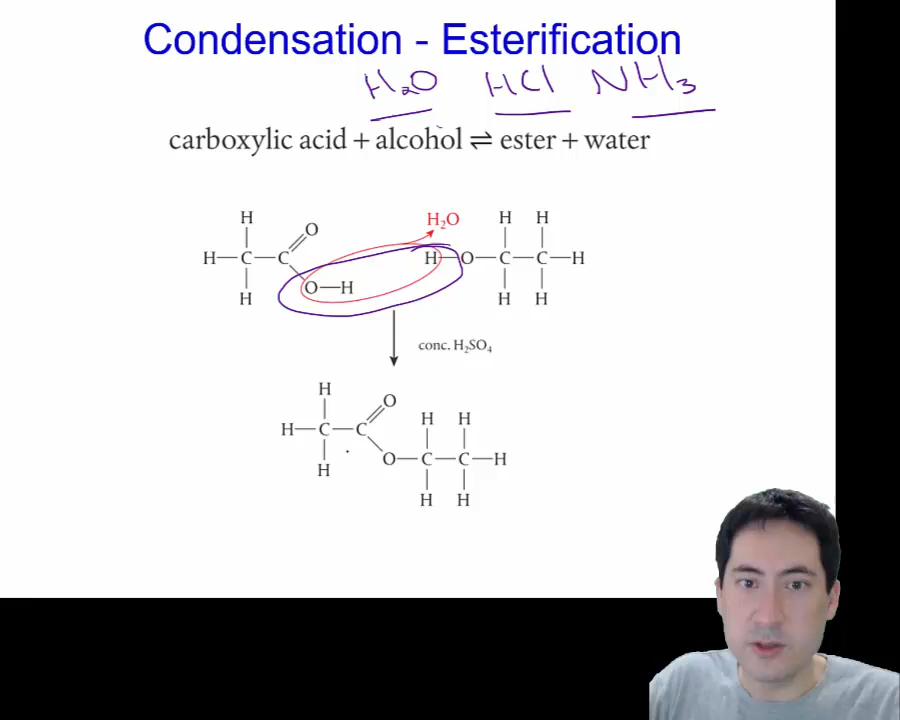 Condensation - Esterification
H₂O HCl NH₃
carboxylic acid + alcohol ⇌ ester + water
H H₂O H H
O
H—C—C H—O—C—C—H
O—H
H H H
conc. H₂SO₄
H
O
H H
H—C—C
O—C—C—H
H
H H